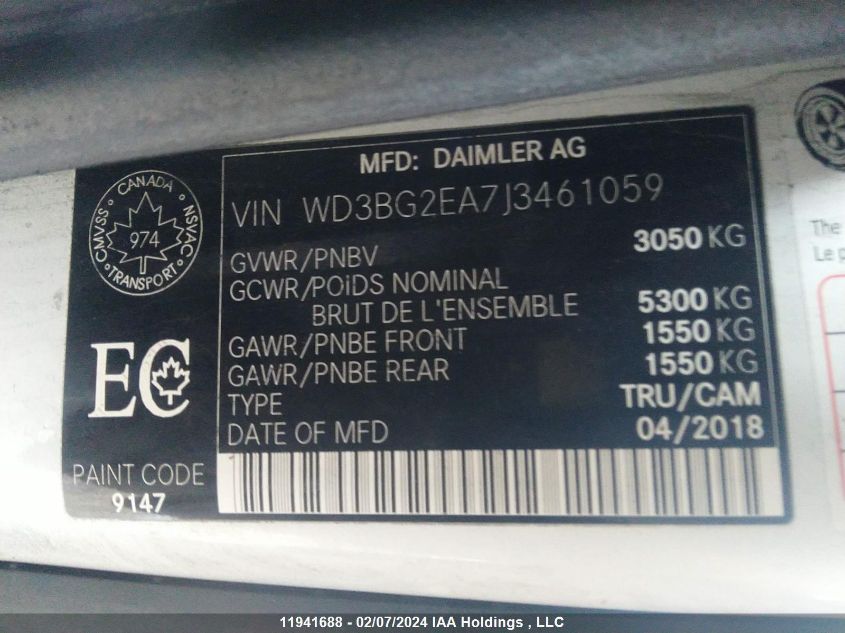 MFD: DAIMLER AG
VIN WD3BG2EA7J3461059
GVWR/PNBV 3050 KG
GCWR/POiDS NOMINAL
BRUT DE L'ENSEMBLE 5300 KG
GAWR/PNBE FRONT 1550 KG
GAWR/PNBE REAR 1550 KG
TYPE TRU/CAM
DATE OF MFD 04/2018
CANADA
CMVSS
974
NSVAC
TRANSPORT
EC
PAINT CODE
9147
The
Le p
11941688 - 02/07/2024 IAA Holdings , LLC